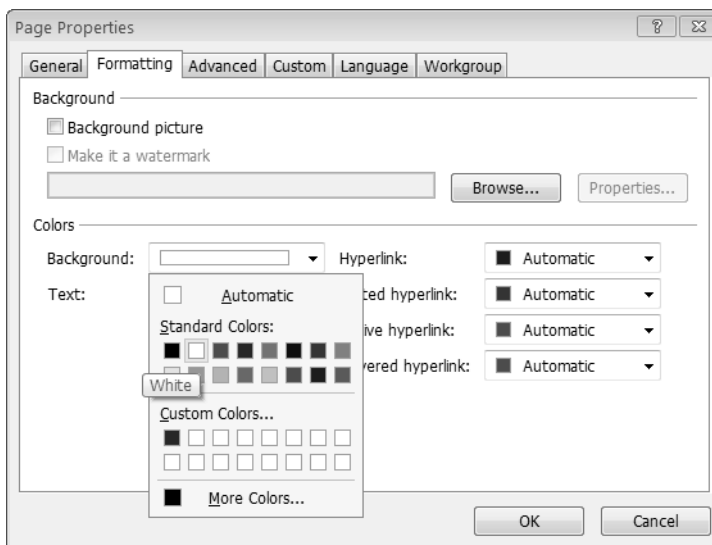 Page Properties
General Formatting Advanced Custom Language Workgroup
Background
Background picture
Make it a watermark
Browse... Properties...
Colors
Background: Hyperlink: Automatic
Text: Automatic ted hyperlink: Automatic
Standard Colors: ive hyperlink: Automatic
vered hyperlink: Automatic
White
Custom Colors...
More Colors...
OK Cancel